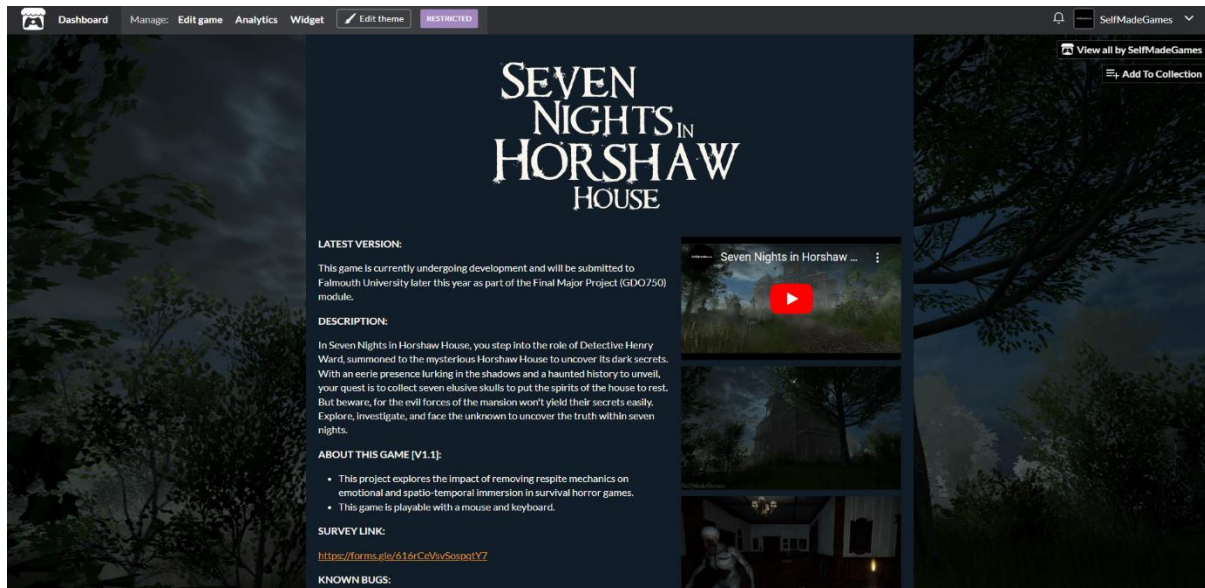 Dashboard Manage: Edit game Analytics Widget Edit theme RESTRICTED SelfMadeGames
View all by SelfMadeGames
Add To Collection
SEVEN
NIGHTS IN
HORSHAW
HOUSE
LATEST VERSION:
This game is currently undergoing development and will be submitted to
Falmouth University later this year as part of the Final Major Project (GDO750)
module.
DESCRIPTION:
In Seven Nights in Horshaw House, you step into the role of Detective Henry
Ward, summoned to the mysterious Horshaw House to uncover its dark secrets.
With an eerie presence lurking in the shadows and a haunted history to unveil,
your quest is to collect seven elusive skulls to put the spirits of the house to rest.
But beware, for the evil forces of the mansion won't yield their secrets easily.
Explore, investigate, and face the unknown to uncover the truth within seven
nights.
ABOUT THIS GAME [V1.1]:
• This project explores the impact of removing respite mechanics on
emotional and spatio-temporal immersion in survival horror games.
• This game is playable with a mouse and keyboard.
SURVEY LINK:
https://forms.gle/616rCeVsvSospqtY7
KNOWN BUGS:
Seven Nights in Horshaw ...
SelfMadeGames